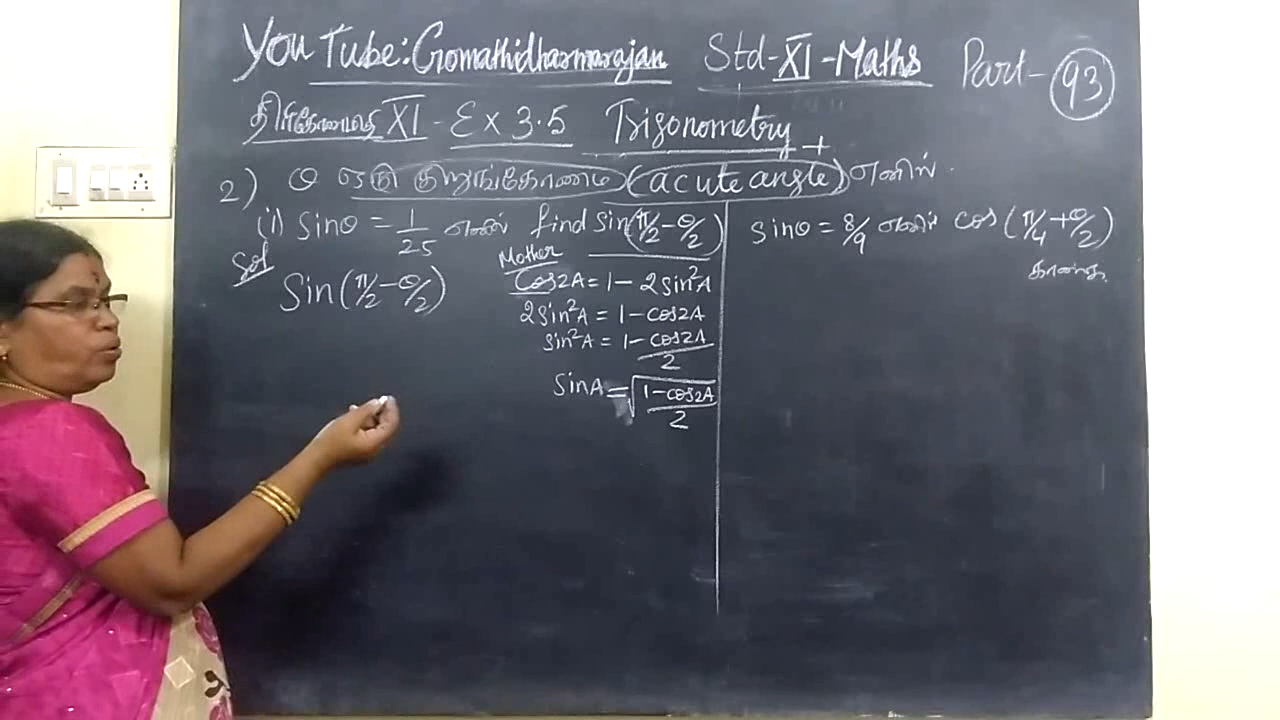 YouTube: Gomathidharmarajan Std-XI-Maths Part-93
திரிகோணமிதி XI - Ex 3.5 Trigonometry
2) θ ஒரு குறுங்கோணம் (acute angle) எனில்.
(i) Sinθ = 1/25 எனில் find sin(π/2 - θ/2)
Sol
Sin(π/2 - θ/2)
Mother
Cos2A = 1 - 2Sin²A
2Sin²A = 1 - cos2A
Sin²A = 1 - cos2A / 2
SinA = √(1 - cos2A / 2)
sinθ = 8/9 எனில் cos(π/4 + θ/2)
காண்க.